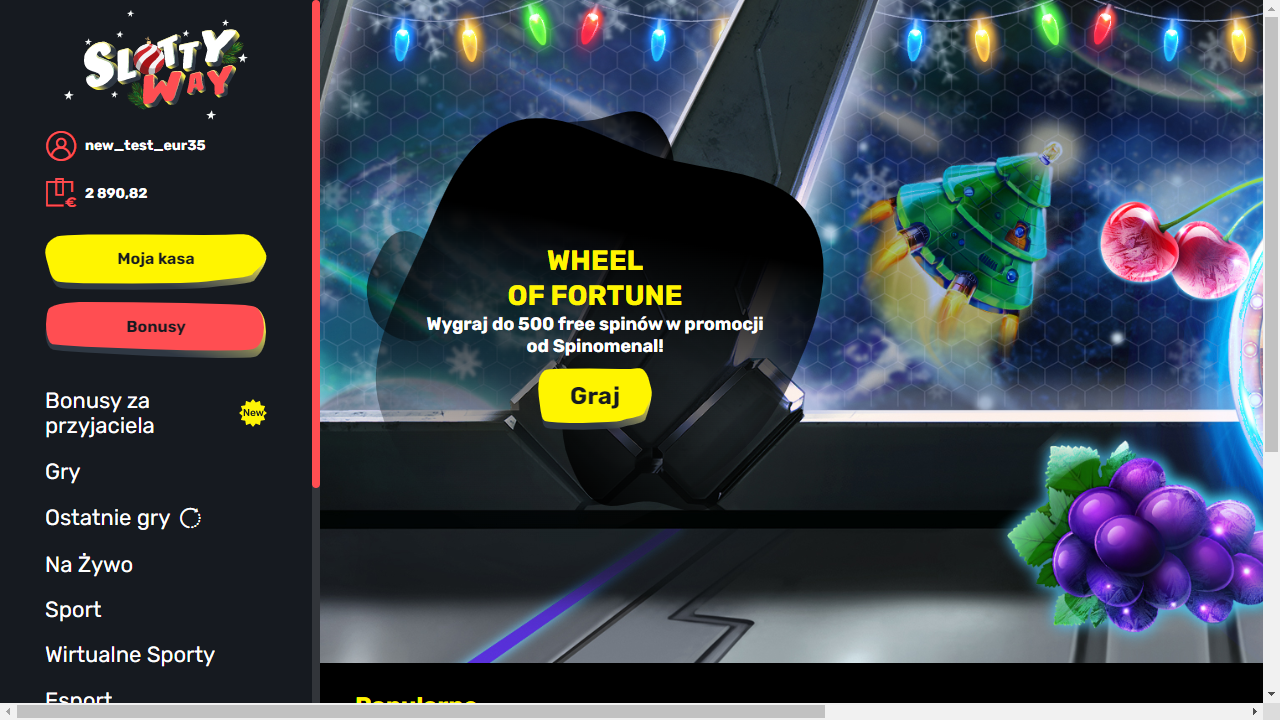 SLOTTY
WAY
new_test_eur35
€
2 890,82
Moja kasa
Bonusy
Bonusy za
przyjaciela
New
Gry
Ostatnie gry
Na Żywo
Sport
Wirtualne Sporty
Esport
WHEEL
OF FORTUNE
Wygraj do 500 free spinów w promocji
od Spinomenal!
Graj
Popularne